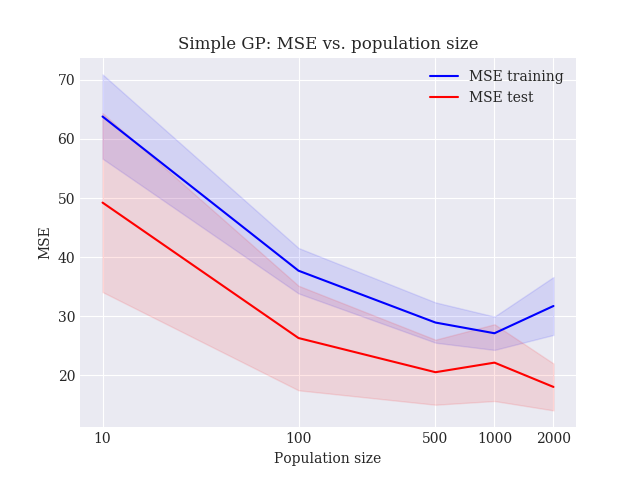 Simple GP: MSE vs. population size
MSE training
MSE test
70
60
50
40
30
20
MSE
10 100 500 1000 2000
Population size